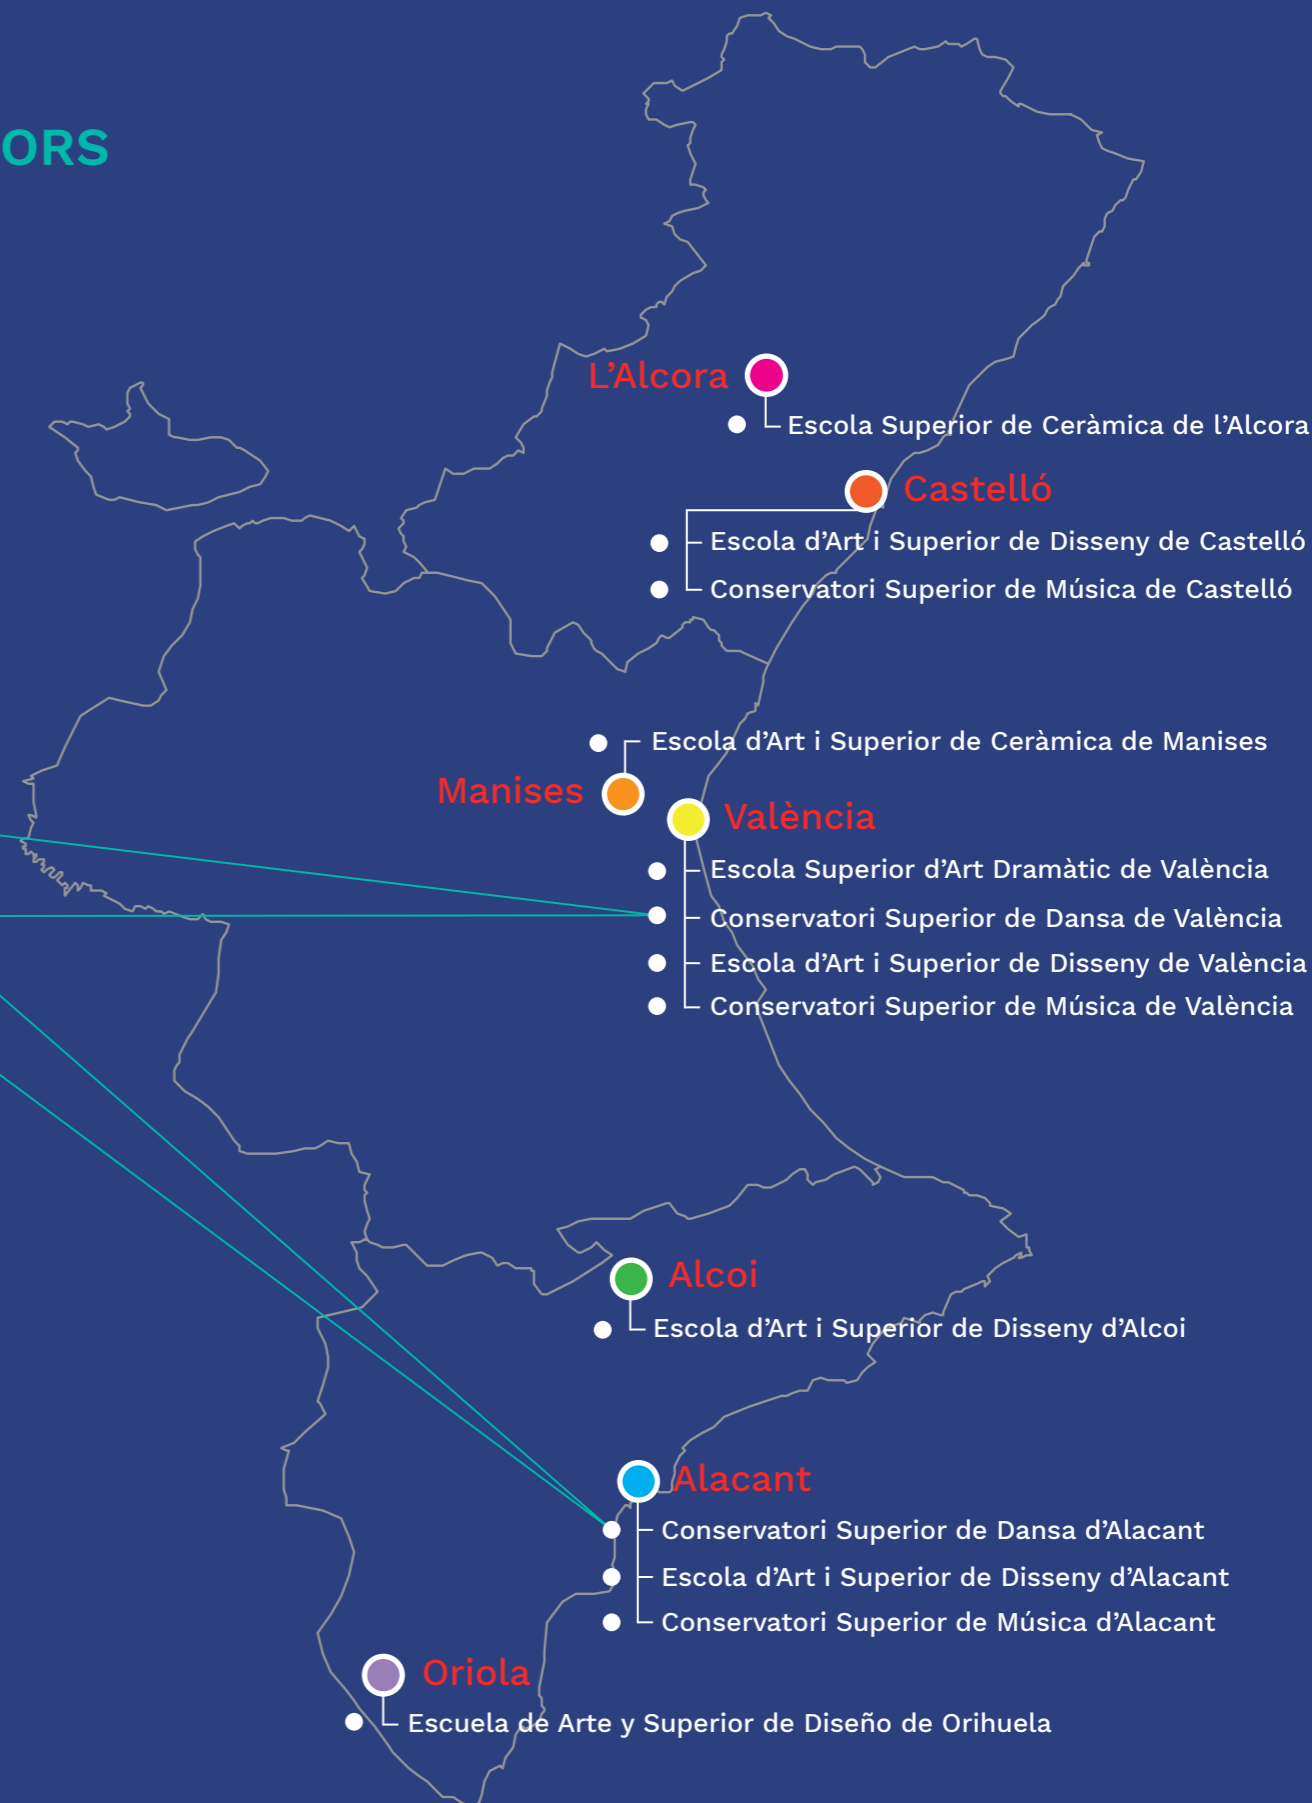 ORS
L’Alcora
Escola Superior de Ceràmica de l’Alcora
Castelló
Escola d’Art i Superior de Disseny de Castelló
Conservatori Superior de Música de Castelló
Escola d’Art i Superior de Ceràmica de Manises
Manises
València
Escola Superior d’Art Dramàtic de València
Conservatori Superior de Dansa de València
Escola d’Art i Superior de Disseny de València
Conservatori Superior de Música de València
Alcoi
Escola d’Art i Superior de Disseny d’Alcoi
Alacant
Conservatori Superior de Dansa d’Alacant
Escola d’Art i Superior de Disseny d’Alacant
Conservatori Superior de Música d’Alacant
Oriola
Escuela de Arte y Superior de Diseño de Orihuela